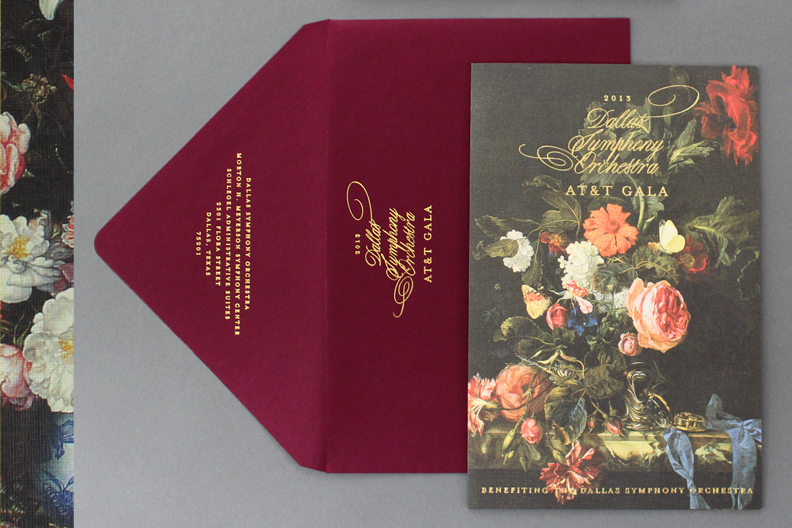 DALLAS SYMPHONY ORCHESTRA
MORTON H. MEYERSON SYMPHONY CENTER
SCHLEGEL ADMINISTRATIVE SUITES
2301 FLORA STREET
DALLAS, TEXAS
75201
2013
Dallas
Symphony
Orchestra
AT&T GALA
2013
Dallas
Symphony
Orchestra
AT&T GALA
BENEFITING THE DALLAS SYMPHONY ORCHESTRA